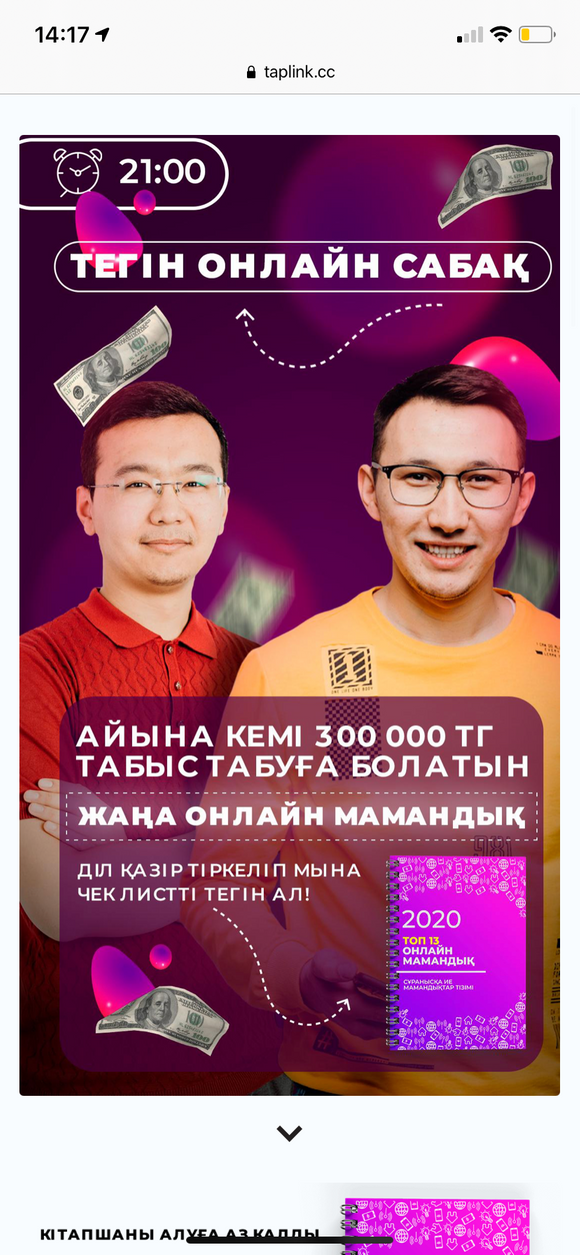 14:17
taplink.cc
21:00
ТЕГІН ОНЛАЙН САБАҚ
АЙЫНА КЕМІ 300 000 ТГ
ТАБЫС ТАБУҒА БОЛАТЫН
ЖАҢА ОНЛАЙН МАМАНДЫҚ
ДІЛ ҚАЗІР ТІРКЕЛІП МЫНА
ЧЕК ЛИСТТІ ТЕГІН АЛ!
2020
ТОП 13
ОНЛАЙН
МАМАНДЫҚ
СҰРАНЫСҚА ИЕ
МАМАНДЫҚТАР ТІЗІМІ
КІТАПШАНЫ АЛУҒА АЗ ҚАЛДЫ